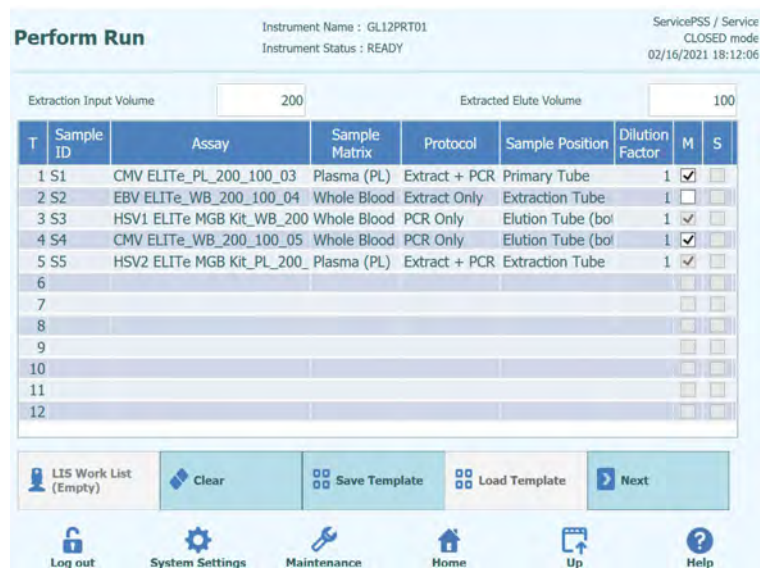 Perform Run
Instrument Name : GL12PRT01
Instrument Status : READY
ServicePSS / Service
CLOSED mode
02/16/2021 18:12:06
Extraction Input Volume 200 Extracted Elute Volume 100
T Sample ID Assay Sample Matrix Protocol Sample Position Dilution Factor M S
1 S1 CMV ELITe_PL_200_100_03 Plasma (PL) Extract + PCR Primary Tube 1
2 S2 EBV ELITe_WB_200_100_04 Whole Blood Extract Only Extraction Tube 1
3 S3 HSV1 ELITe MGB Kit_WB_200 Whole Blood PCR Only Elution Tube (bot 1
4 S4 CMV ELITe_WB_200_100_05 Whole Blood PCR Only Elution Tube (bot 1
5 S5 HSV2 ELITe MGB Kit_PL_200_ Plasma (PL) Extract + PCR Extraction Tube 1
6
7
8
9
10
11
12
LIS Work List (Empty) Clear Save Template Load Template Next
Log out System Settings Maintenance Home Up Help